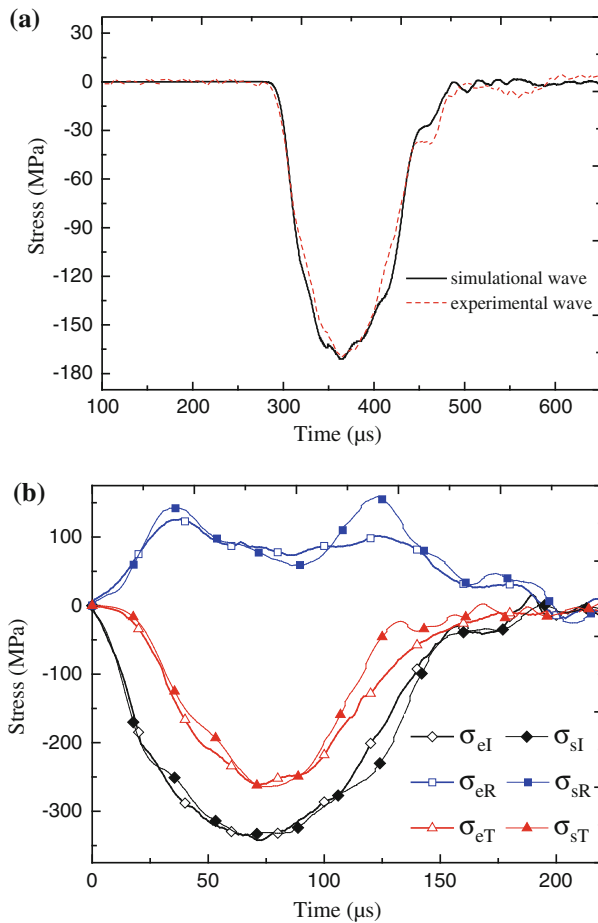 (a)
0
-30
-60
-90
-120
-150
-180
Stress (MPa)
simulational wave
experimental wave
100 200 300 400 500 600
Time (μs)
(b)
100
0
-100
-200
-300
Stress (MPa)
σeI σsI
σeR σsR
σeT σsT
0 50 100 150 200
Time (μs)